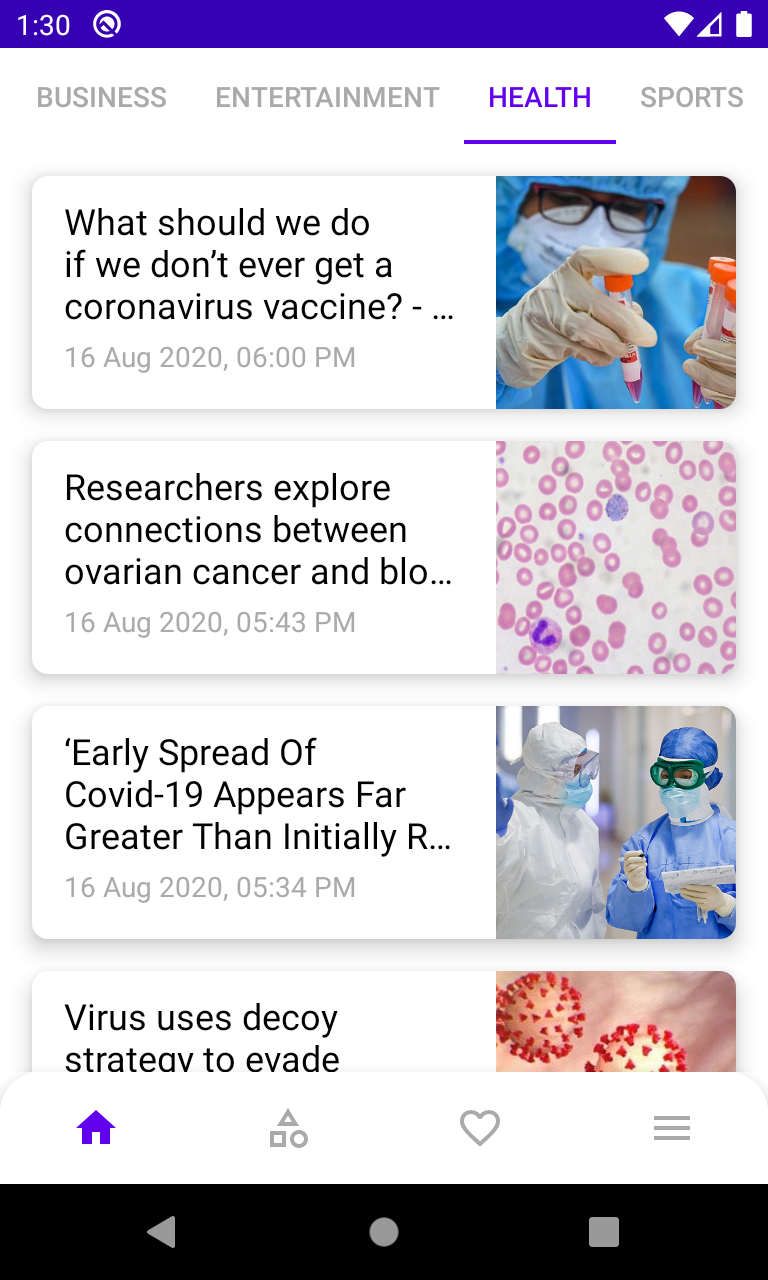 1:30
BUSINESS ENTERTAINMENT HEALTH SPORTS
What should we do
if we don’t ever get a
coronavirus vaccine? - …
16 Aug 2020, 06:00 PM
Researchers explore
connections between
ovarian cancer and blo…
16 Aug 2020, 05:43 PM
‘Early Spread Of
Covid-19 Appears Far
Greater Than Initially R…
16 Aug 2020, 05:34 PM
Virus uses decoy
strategy to evade